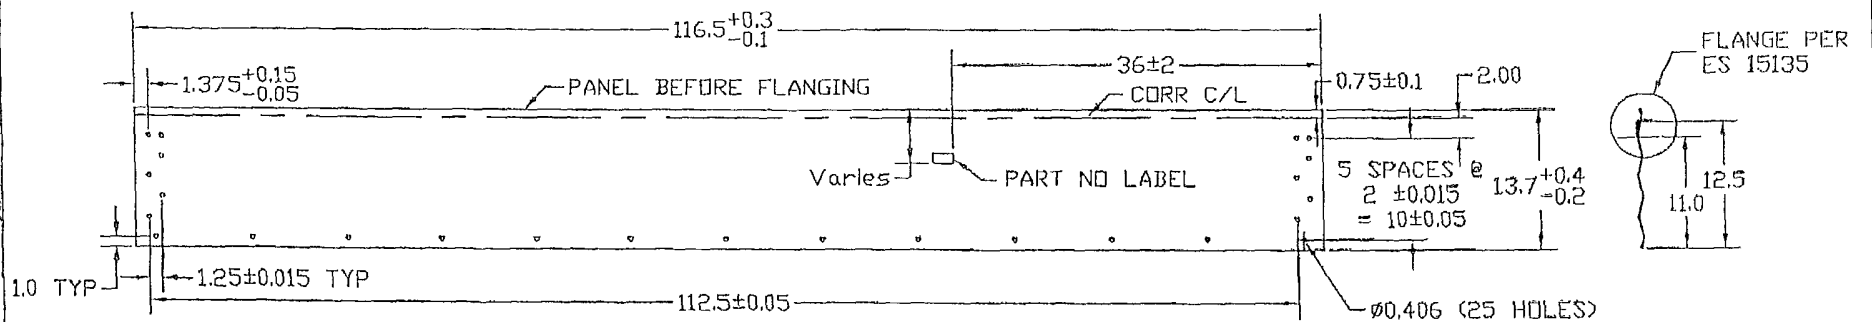 116.5 +0.3 -0.1
FLANGE PER
ES 15135
1.375 +0.15 -0.05
PANEL BEFORE FLANGING
36±2
CORR C/L
0.75±0.1
2.00
Varies
PART NO LABEL
5 SPACES @
2 ±0.015
= 10±0.05
13.7 +0.4 -0.2
11.0
12.5
1.0 TYP
1.25±0.015 TYP
112.5±0.05
ø0.406 (25 HOLES)